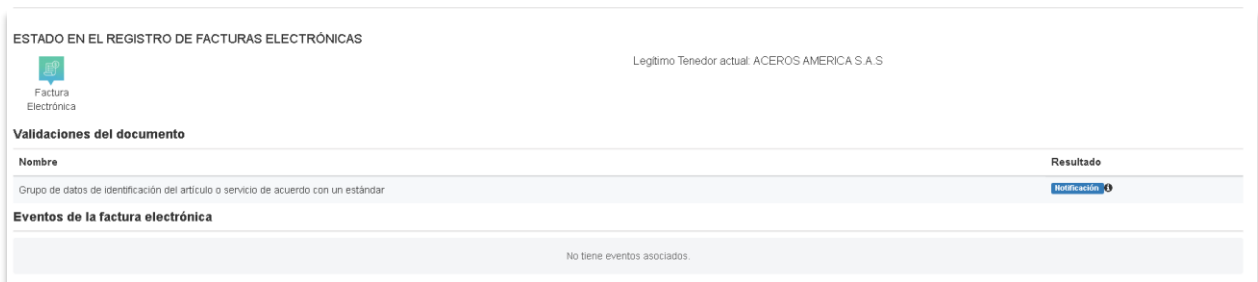 ESTADO EN EL REGISTRO DE FACTURAS ELECTRÓNICAS
Legítimo Tenedor actual: ACEROS AMERICA S.A.S
Factura
Electrónica
Validaciones del documento
Nombre Resultado
Grupo de datos de identificación del artículo o servicio de acuerdo con un estándar Notificación
Eventos de la factura electrónica
No tiene eventos asociados.